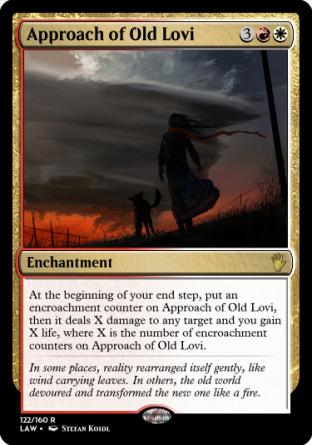 Approach of Old Lovi 3
Enchantment
At the beginning of your end step, put an
encroachment counter on Approach of Old Lovi,
then it deals X damage to any target and you gain
X life, where X is the number of encroachment
counters on Approach of Old Lovi.
In some places, reality rearranged itself gently, like
wind carrying leaves. In others, the old world
devoured and transformed the new one like a fire.
122/160 R
LAW • Stefan Koidl